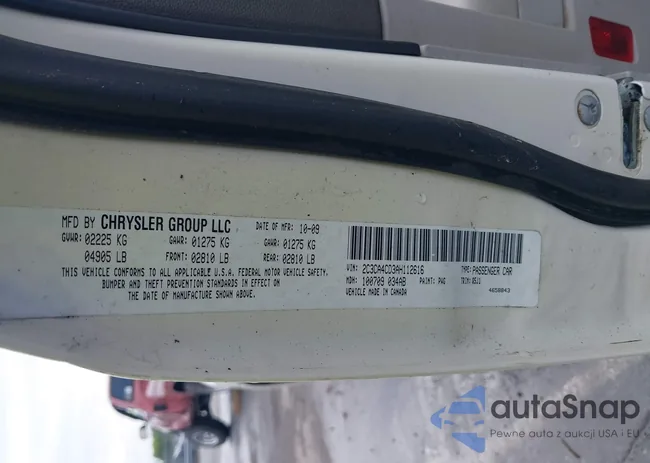 MFD BY CHRYSLER GROUP LLC DATE OF MFR: 10-09
GVWR: 02225 KG GAWR: 01275 KG GAWR: 01275 KG
04905 LB FRONT: 02810 LB REAR: 02810 LB
THIS VEHICLE CONFORMS TO ALL APPLICABLE U.S.A. FEDERAL MOTOR VEHICLE SAFETY,
BUMPER AND THEFT PREVENTION STANDARDS IN EFFECT ON
THE DATE OF MANUFACTURE SHOWN ABOVE.
VIN: 2C3CA4CD3AH112616 TYPE: PASSENGER CAR
MDH: 100709 034AB PAINT: PW3 TRIM:
VEHICLE MADE IN CANADA
autaSnap
Pewne auta z aukcji USA i EU